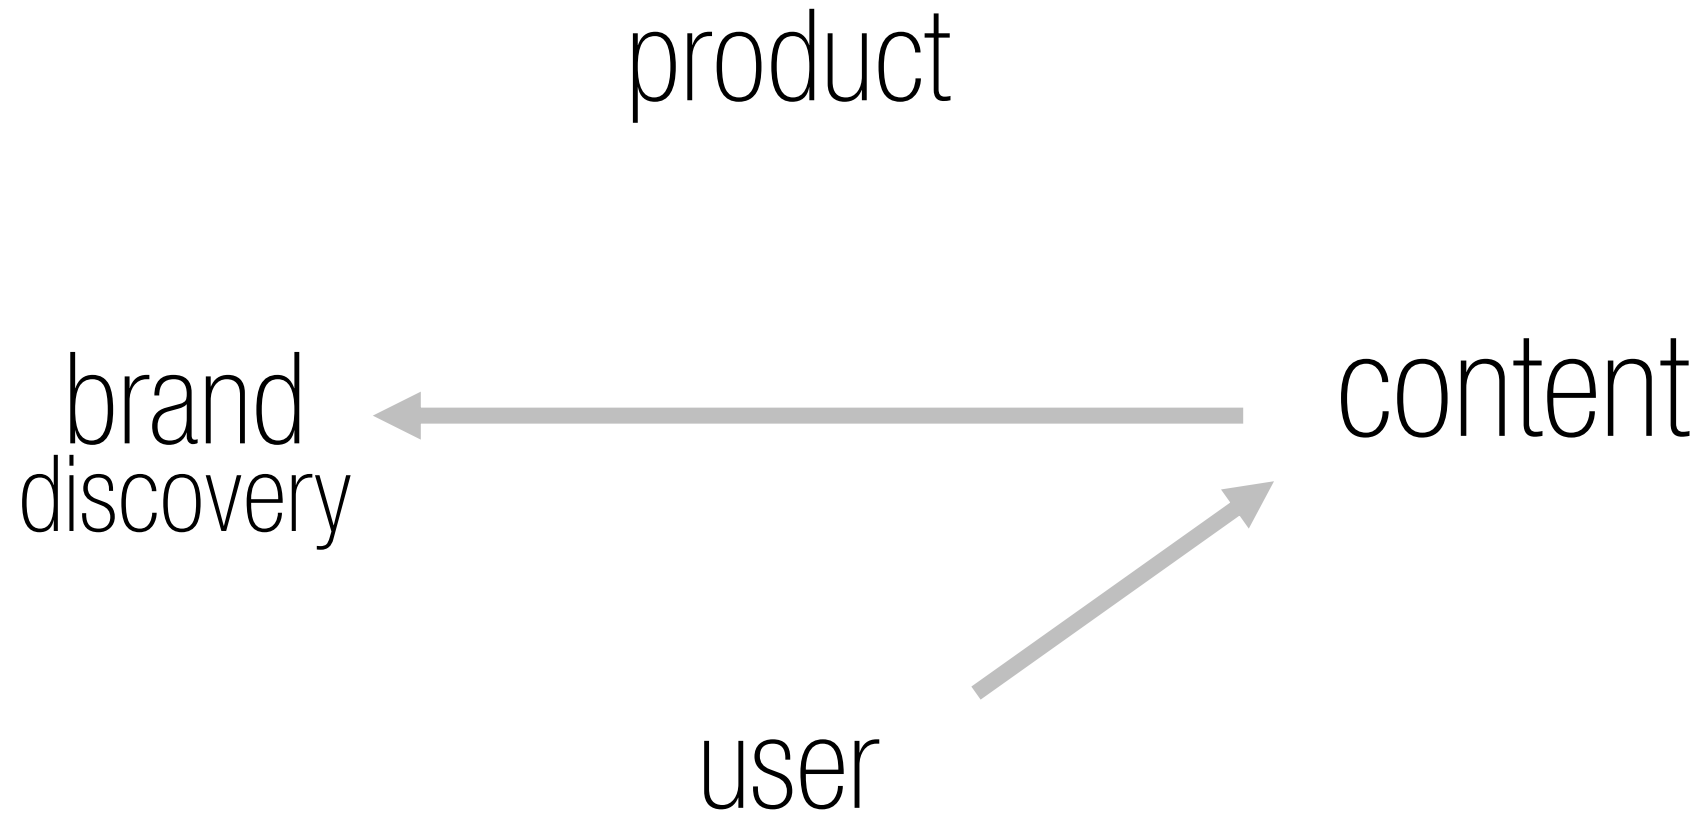 product
brand
discovery
content
user